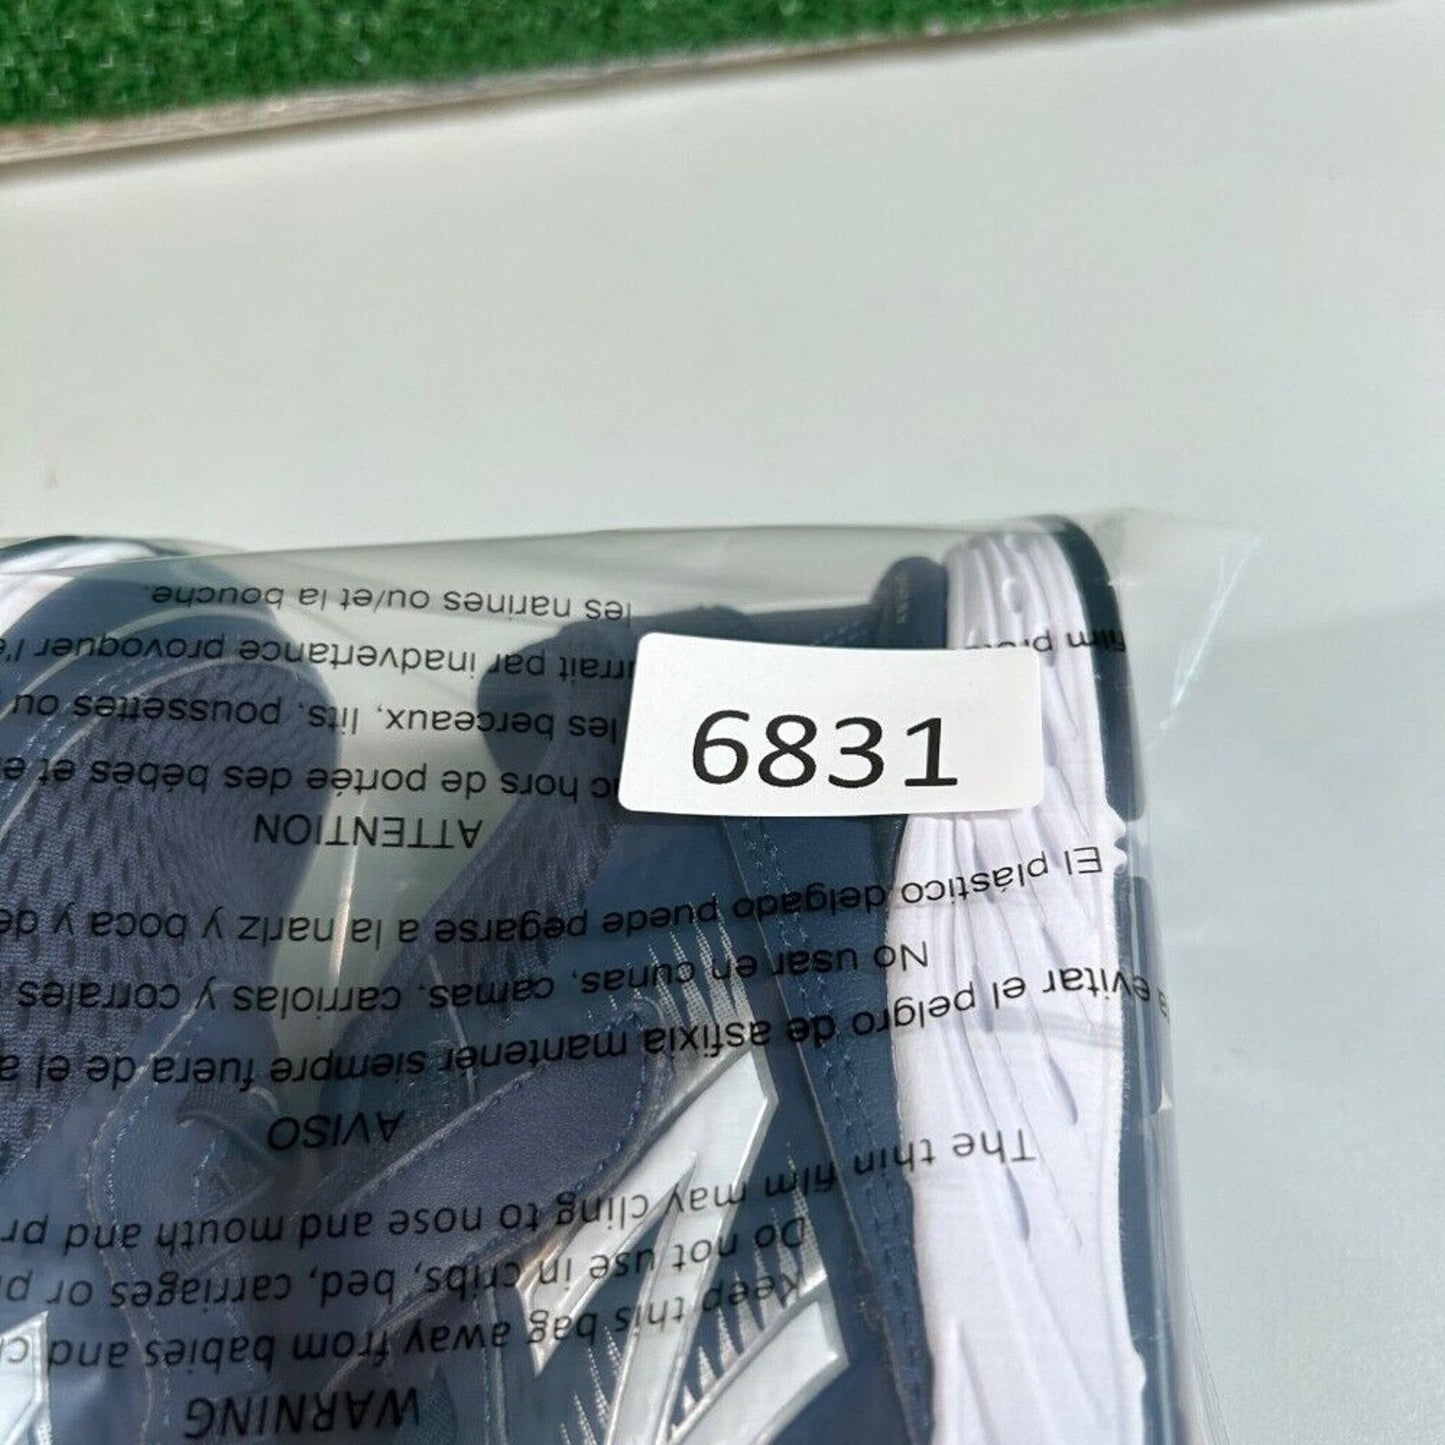 6831
WARNING
Keep this bag away from babies and
Do not use in cribs, bed, carriages or
The thin film may cling to nose and mouth and
AVISO
evitar el pelgro de asfixia mantener siempre fuera de el a
No usar en cunas, camas, carriolas y corrales
El plástico delgado puede pegarse a la nariz y boca y
ATTENTION
hors de portée des bébés et
les berceaux, lits, poussettes ou
par inadvertance provoquer
film
les narines ou/et la bouche.